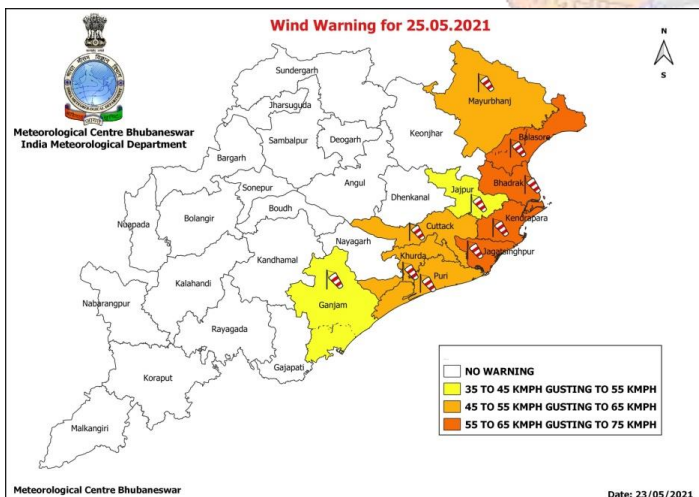 Wind Warning for 25.05.2021
N
S
Meteorological Centre Bhubaneswar
India Meteorological Department
Sundergarh
Jharsuguda
Mayurbhanj
Keonjhar
Balasore
Sambalpur
Deogarh
Bargarh
Bhadrak
Sonepur
Angul
Jajpur
Dhenkanal
Nuapada
Bolangir
Boudh
Kendrapara
Cuttack
Nayagarh
Jagatsinghpur
Kandhamal
Khurda
Puri
Kalahandi
Ganjam
Nabarangpur
Rayagada
Gajapati
Koraput
Malkangiri
NO WARNING
35 TO 45 KMPH GUSTING TO 55 KMPH
45 TO 55 KMPH GUSTING TO 65 KMPH
55 TO 65 KMPH GUSTING TO 75 KMPH
Meteorological Centre Bhubaneswar
Date: 23/05/2021